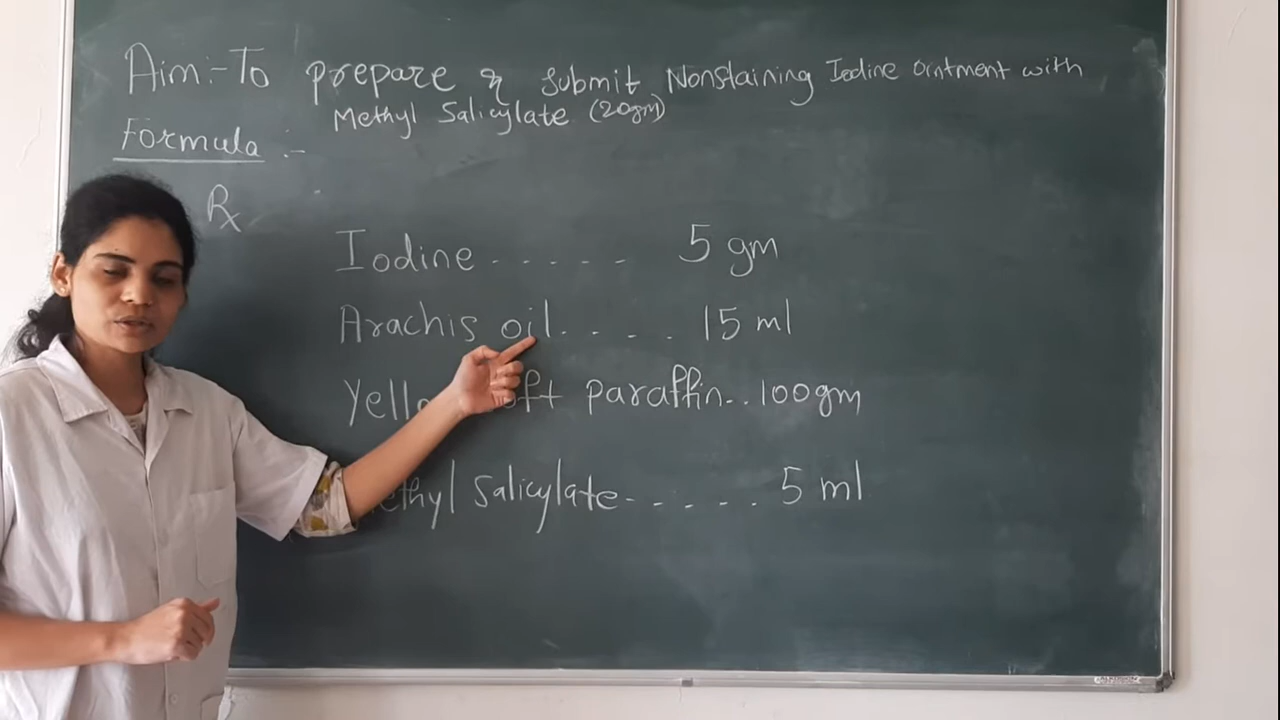 Aim:- To prepare & submit Nonstaining Iodine Ointment with
Methyl Salicylate (20gm)
Formula :-
Rx
Iodine ..... 5 gm
Arachis oil .... 15 ml
paraffin.. 100gm
Salicylate ..... 5 ml